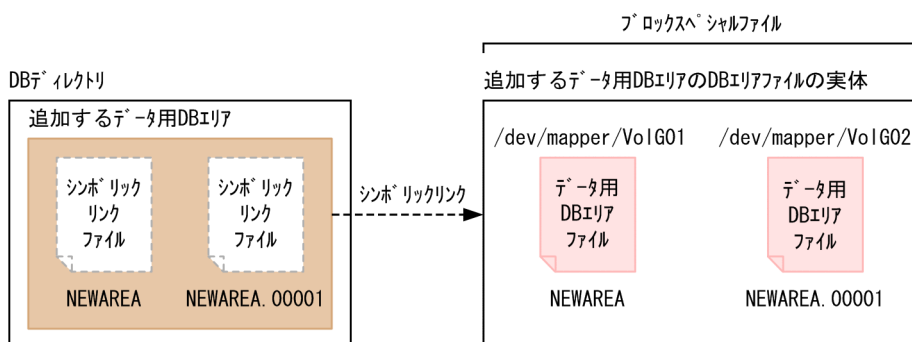 ブロックスペシャルファイル
DBディレクトリ
追加するデータ用DBエリアのDBエリアファイルの実体
追加するデータ用DBエリア
/dev/mapper/VolG01
/dev/mapper/VolG02
シンボリック
リンク
ファイル
シンボリック
リンク
ファイル
シンボリックリンク
データ用
DBエリア
ファイル
データ用
DBエリア
ファイル
NEWAREA
NEWAREA.00001
NEWAREA
NEWAREA.00001